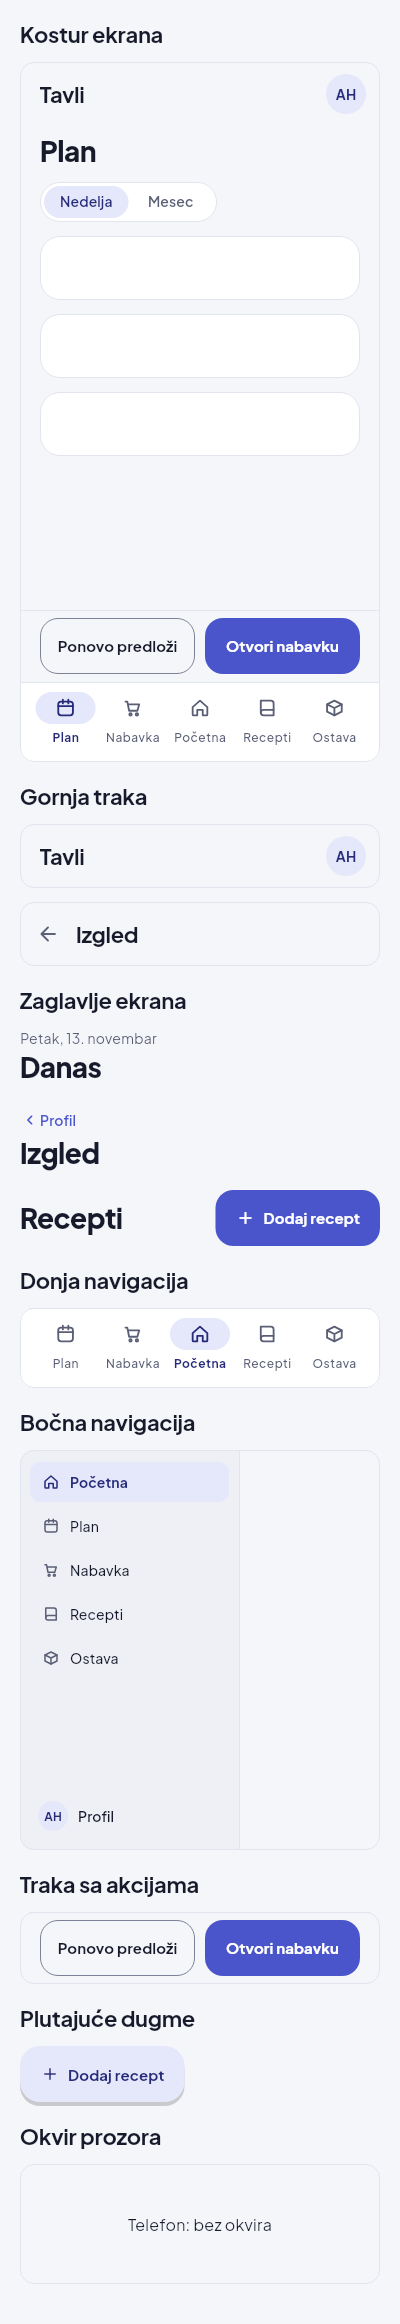 Kostur ekrana
Tavli AH
Plan
Nedelja Mesec
Ponovo predloži Otvori nabavku
Plan Nabavka Početna Recepti Ostava
Gornja traka
Tavli AH
Izgled
Zaglavlje ekrana
Petak, 13. novembar
Danas
Profil
Izgled
Recepti Dodaj recept
Donja navigacija
Plan Nabavka Početna Recepti Ostava
Bočna navigacija
Početna
Plan
Nabavka
Recepti
Ostava
AH Profil
Traka sa akcijama
Ponovo predloži Otvori nabavku
Plutajuće dugme
Dodaj recept
Okvir prozora
Telefon: bez okvira